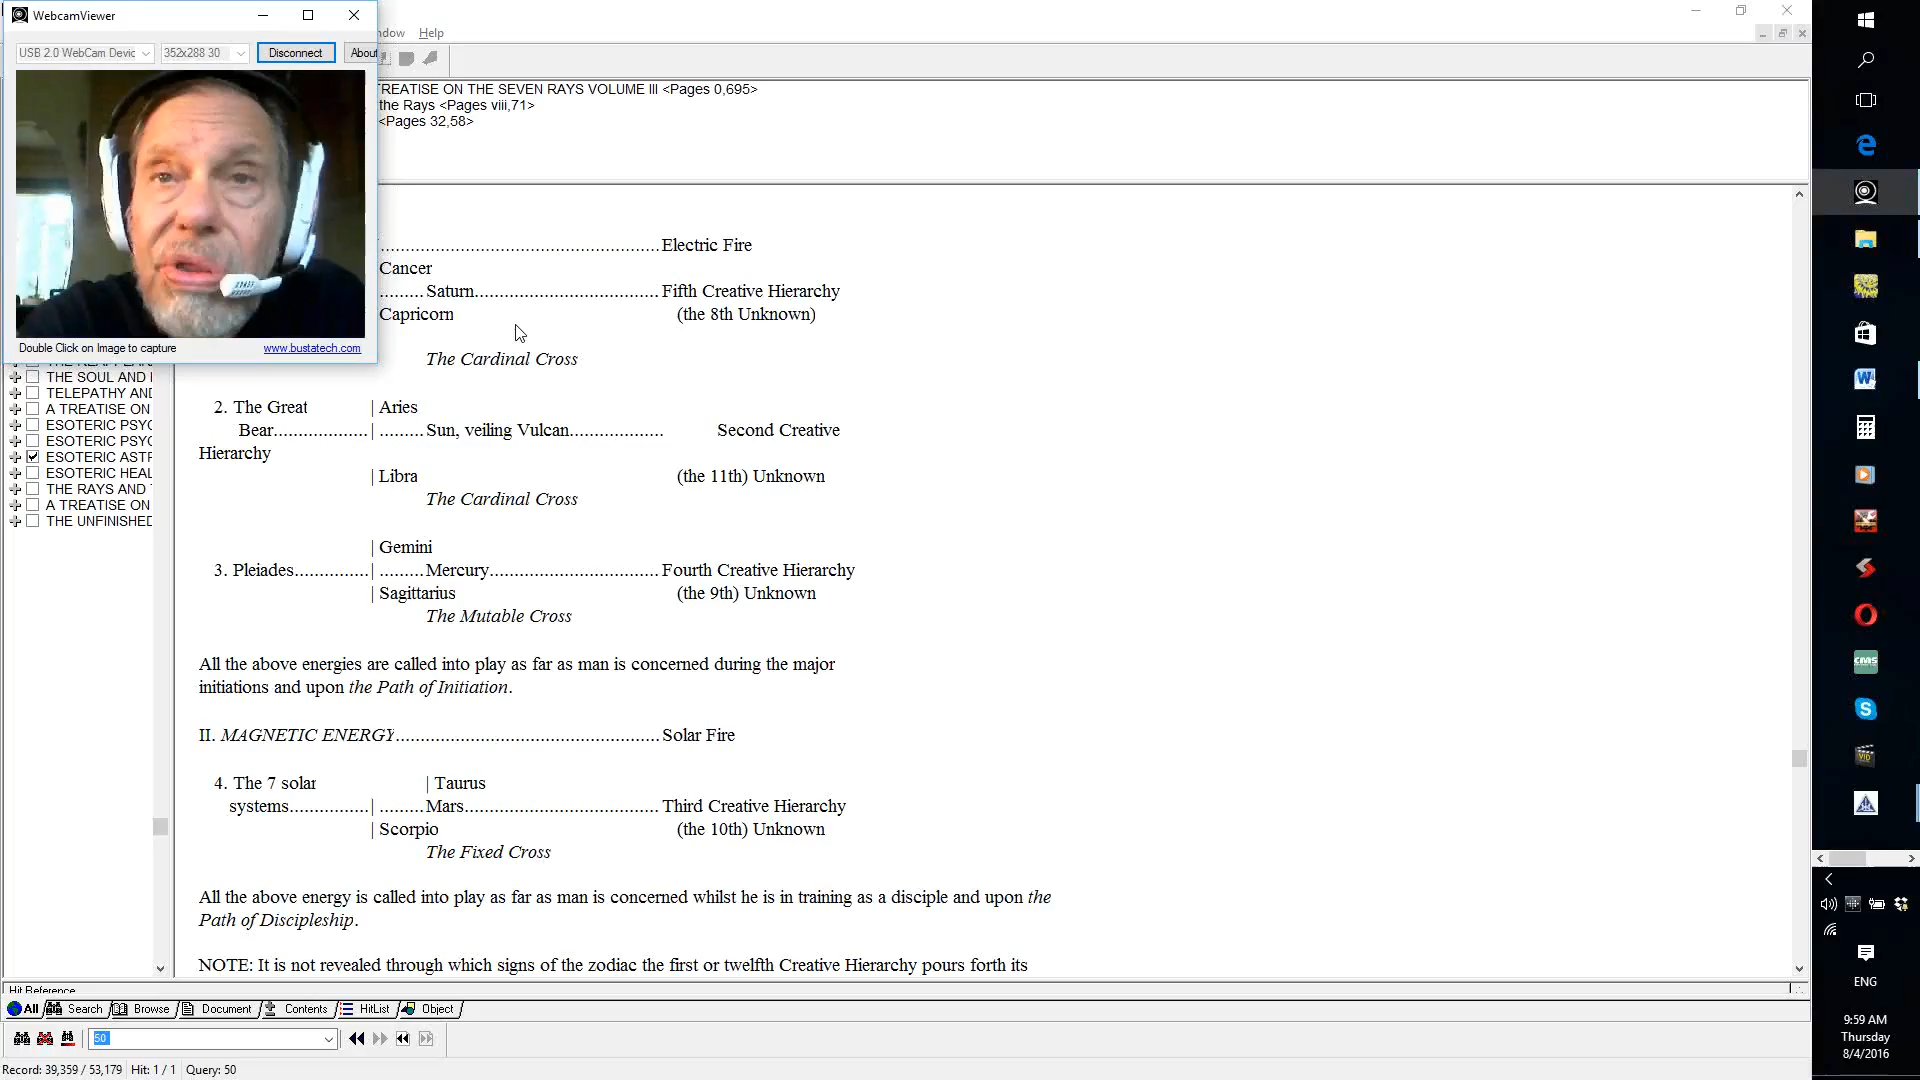 WebcamViewer
USB 2.0 WebCam Devic
352x288 30
Disconnect
About
ndow
Help
TREATISE ON THE SEVEN RAYS VOLUME III <Pages 0,695>
the Rays <Pages viii,71>
<Pages 32,58>
Electric Fire
Cancer
Saturn Fifth Creative Hierarchy
Capricorn (the 8th Unknown)
Double Click on Image to capture
www.bustatech.com
The Cardinal Cross
THE SOUL AND
TELEPATHY AND
A TREATISE ON
ESOTERIC PSYC
ESOTERIC PSYC
ESOTERIC ASTR
ESOTERIC HEAL
THE RAYS AND
A TREATISE ON
THE UNFINISHED
2. The Great | Aries
Bear..................| .........Sun, veiling Vulcan................... Second Creative
Hierarchy
| Libra (the 11th) Unknown
The Cardinal Cross
| Gemini
3. Pleiades...............| .........Mercury..................................Fourth Creative Hierarchy
| Sagittarius (the 9th) Unknown
The Mutable Cross
All the above energies are called into play as far as man is concerned during the major
initiations and upon the Path of Initiation.
II. MAGNETIC ENERGY.....................................................Solar Fire
4. The 7 solar | Taurus
systems................| .........Mars.......................................Third Creative Hierarchy
| Scorpio (the 10th) Unknown
The Fixed Cross
All the above energy is called into play as far as man is concerned whilst he is in training as a disciple and upon the
Path of Discipleship.
NOTE: It is not revealed through which signs of the zodiac the first or twelfth Creative Hierarchy pours forth its
Hit Reference
All Search Browse Document Contents HitList Object
50
Record: 39,359 / 53,179 Hit: 1 / 1 Query: 50
CMS
VID
ENG
9:59 AM
Thursday
8/4/2016